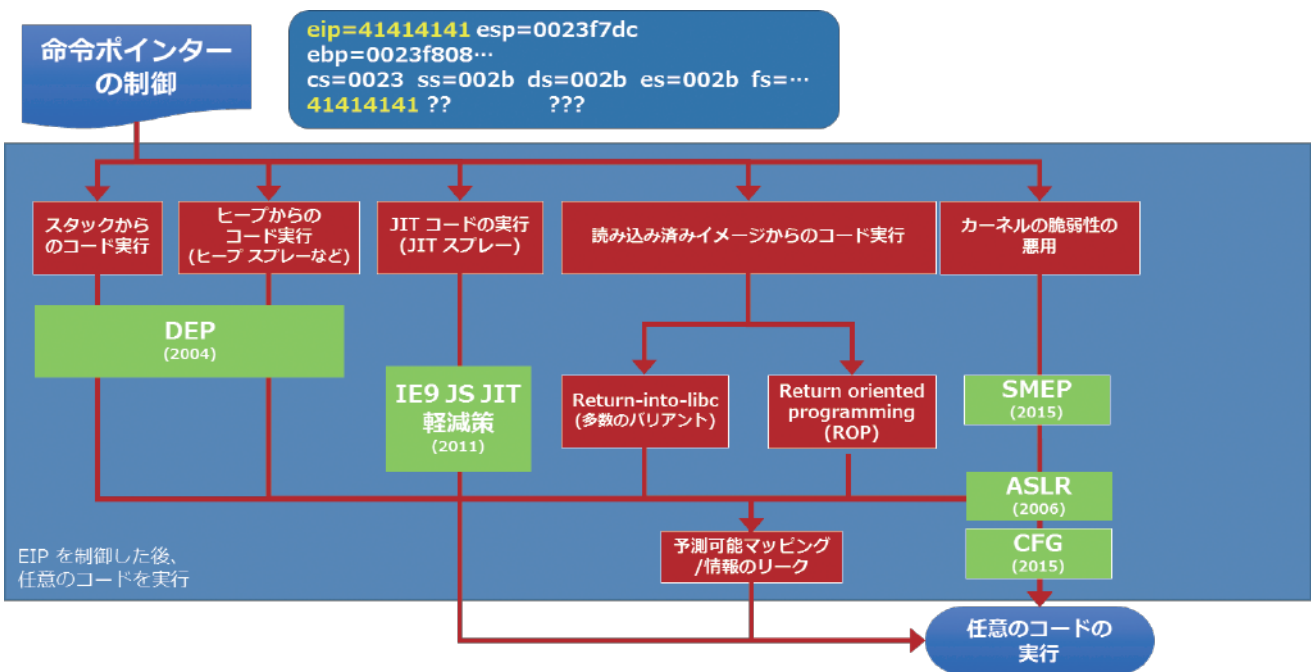 命令ポインター
の制御
eip=41414141 esp=0023f7dc
ebp=0023f808…
cs=0023 ss=002b ds=002b es=002b fs=…
41414141 ?? ???
スタックから
のコード実行
ヒープからの
コード実行
(ヒープ スプレーなど)
JIT コードの実行
(JIT スプレー)
読み込み済みイメージからのコード実行
カーネルの脆弱性の
悪用
DEP
(2004)
IE9 JS JIT
軽減策
(2011)
Return-into-libc
(多数のバリアント)
Return oriented
programming
(ROP)
SMEP
(2015)
ASLR
(2006)
CFG
(2015)
予測可能マッピング
/情報のリーク
EIP を制御した後、
任意のコードを実行
任意のコードの
実行